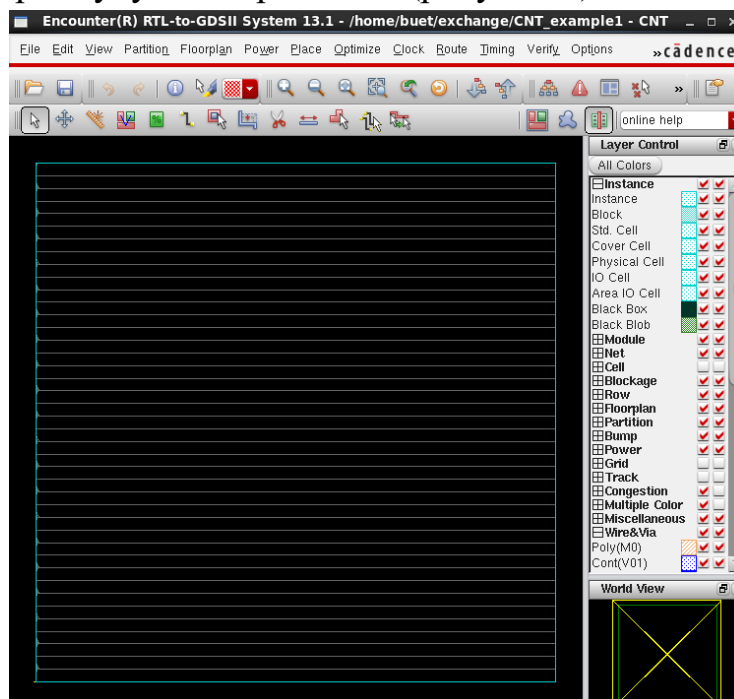 Encounter(R) RTL-to-GDSII System 13.1 - /home/buet/exchange/CNT_example1 - CNT
File Edit View Partition Floorplan Power Place Optimize Clock Route Timing Verify Options » cādence
»
online help
Layer Control
All Colors
Instance
Instance
Block
Std. Cell
Cover Cell
Physical Cell
IO Cell
Area IO Cell
Black Box
Black Blob
Module
Net
Cell
Blockage
Row
Floorplan
Partition
Bump
Power
Grid
Track
Congestion
Multiple Color
Miscellaneous
Wire&Via
Poly(M0)
Cont(V01)
World View